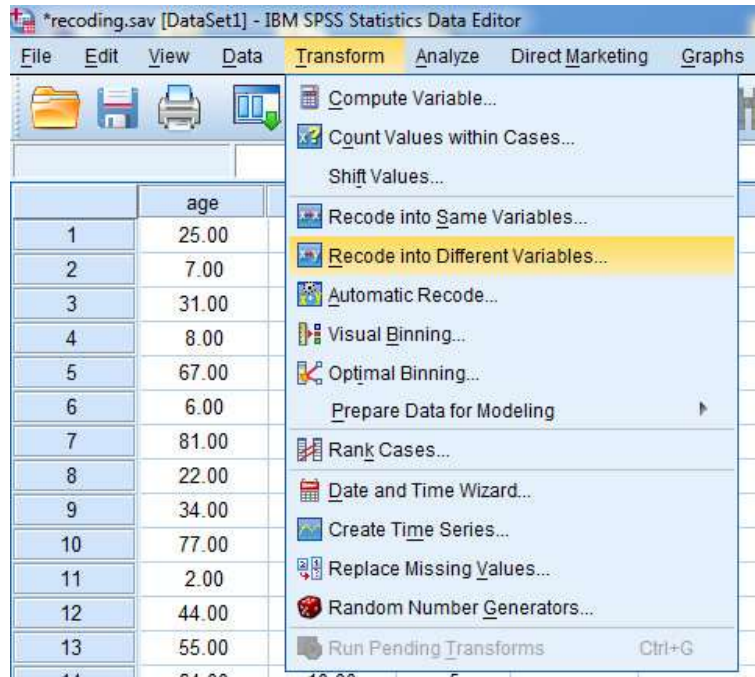 *recoding.sav [DataSet1] - IBM SPSS Statistics Data Editor
File Edit View Data Transform Analyze Direct Marketing Graphs
Compute Variable...
Count Values within Cases...
Shift Values...
Recode into Same Variables...
Recode into Different Variables...
Automatic Recode...
Visual Binning...
Optimal Binning...
Prepare Data for Modeling
Rank Cases...
Date and Time Wizard...
Create Time Series...
Replace Missing Values...
Random Number Generators...
Run Pending Transforms Ctrl+G
age
1 25.00
2 7.00
3 31.00
4 8.00
5 67.00
6 6.00
7 81.00
8 22.00
9 34.00
10 77.00
11 2.00
12 44.00
13 55.00